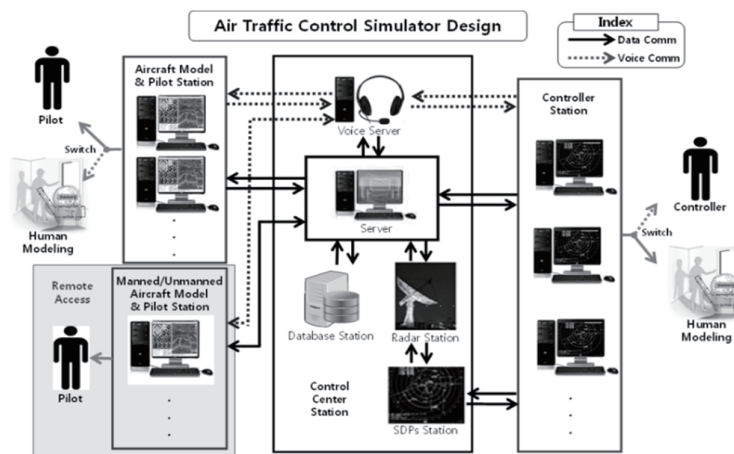 Air Traffic Control Simulator Design
Index
Data Comm
Voice Comm
Pilot
Switch
Human
Modeling
Aircraft Model
& Pilot Station
Voice Server
Server
Database Station
Radar Station
Control
Center
Station
SDPs Station
Controller
Station
Controller
Switch
Human
Modeling
Remote
Access
Pilot
Manned/Unmanned
Aircraft Model
& Pilot Station